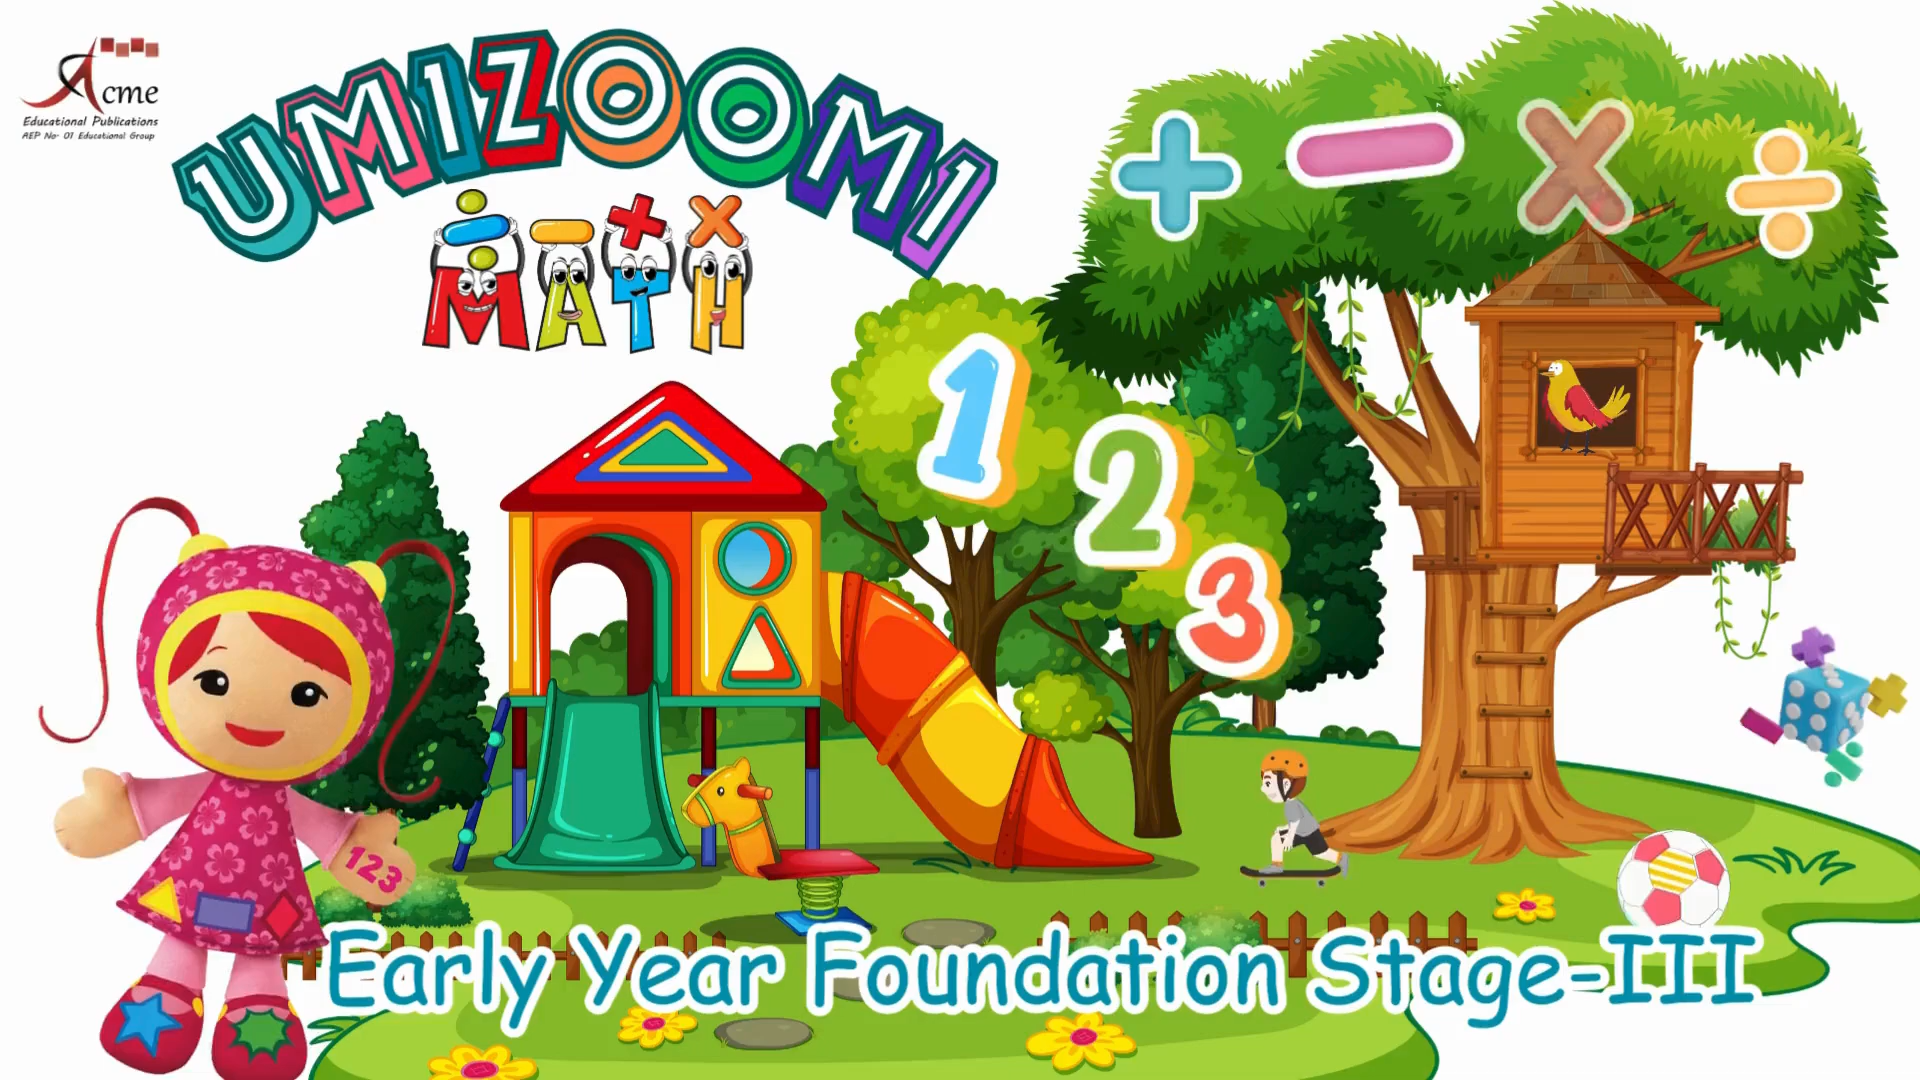 Acme
Educational Publications
AEP No- 01 Educational Group
UMIZOOMI
MATH
+ - × ÷
1
2
3
123
Early Year Foundation Stage-III